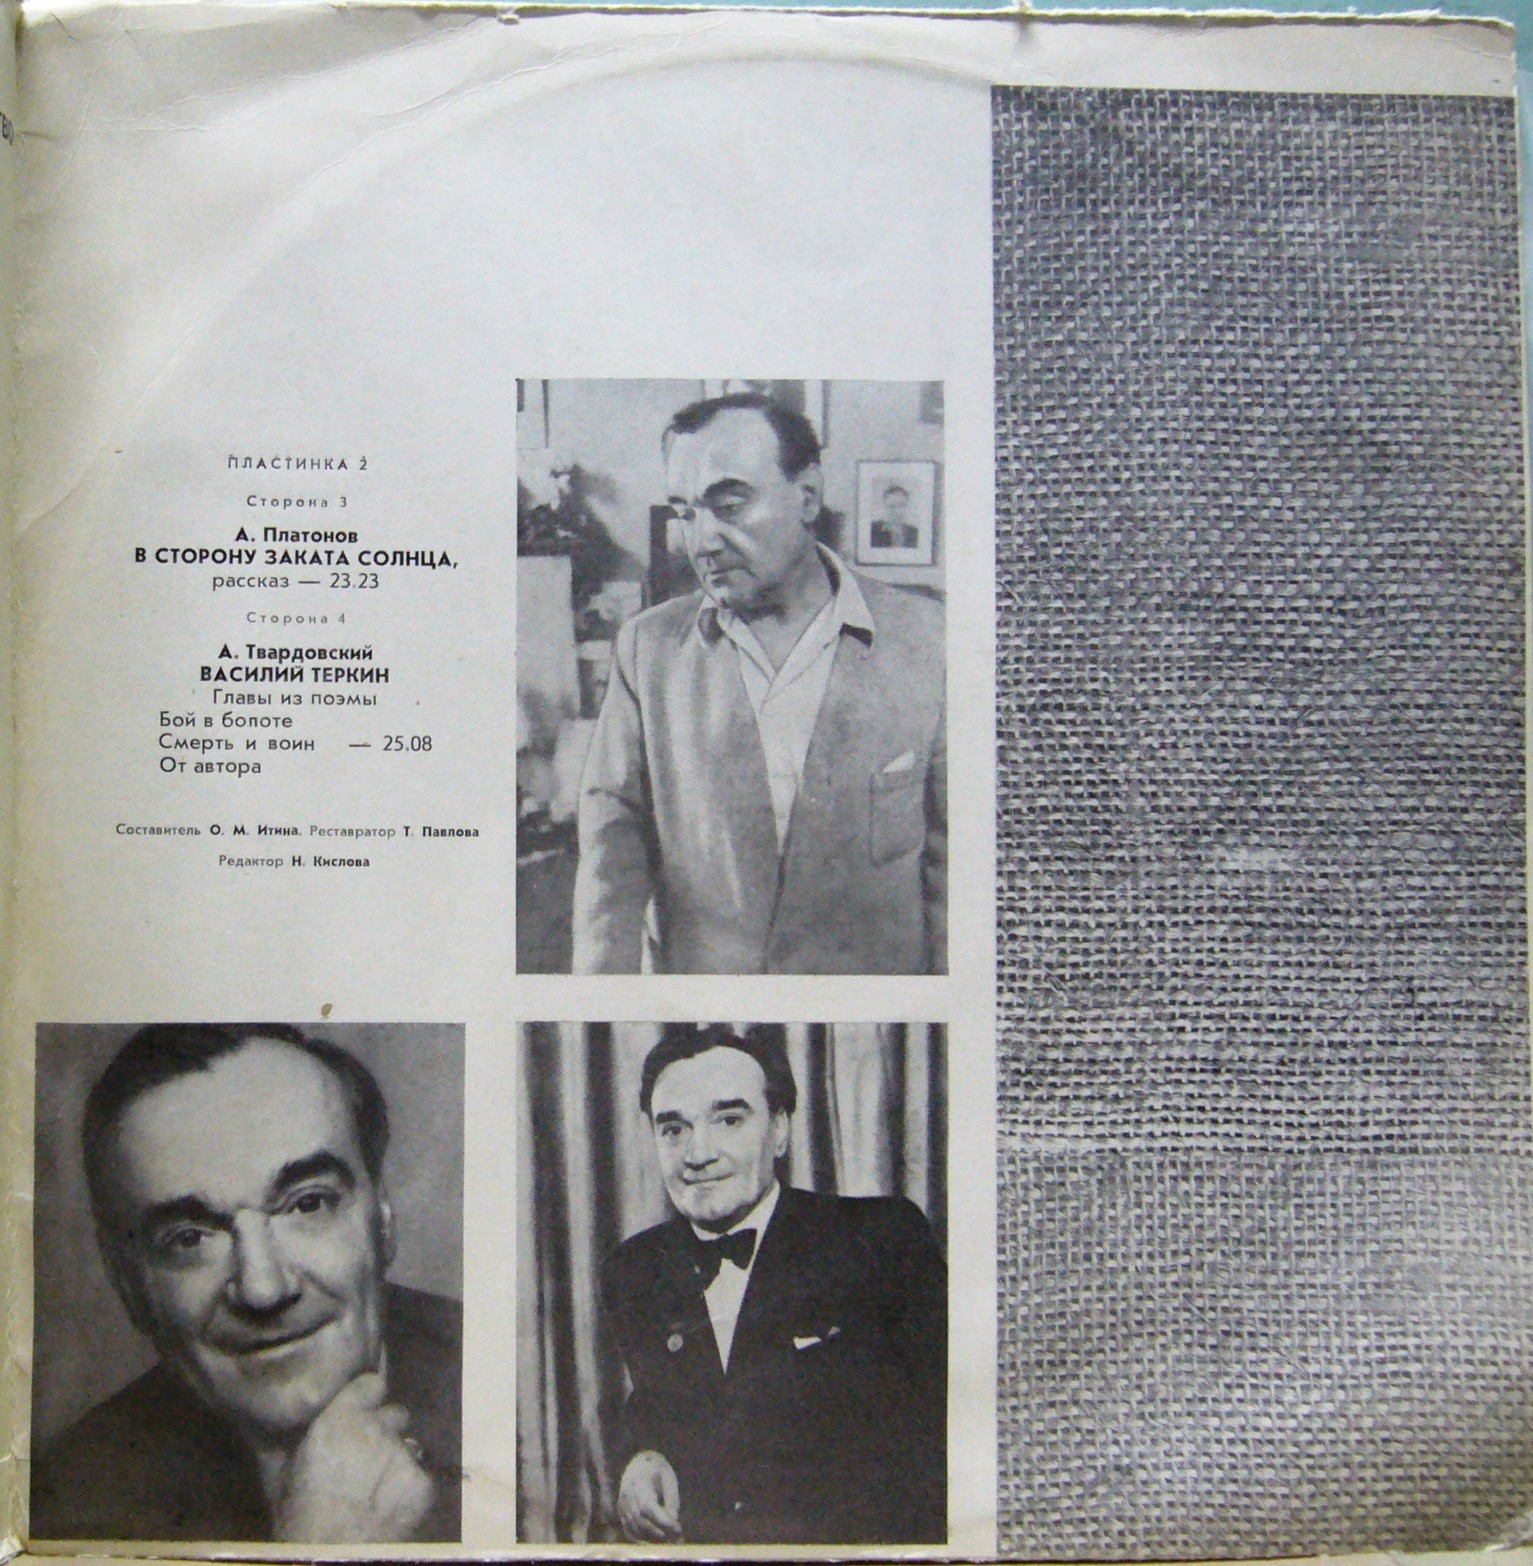 ПЛАСТИНКА 2
Сторона 3
А. Платонов
В СТОРОНУ ЗАКАТА СОЛНЦА,
рассказ — 23.23
Сторона 4
А. Твардовский
ВАСИЛИЙ ТЕРКИН
Главы из поэмы
Бой в болоте
Смерть и воин — 25.08
От автора
Составитель О. М. Итина. Реставратор Т. Павлова
Редактор Н. Кислова